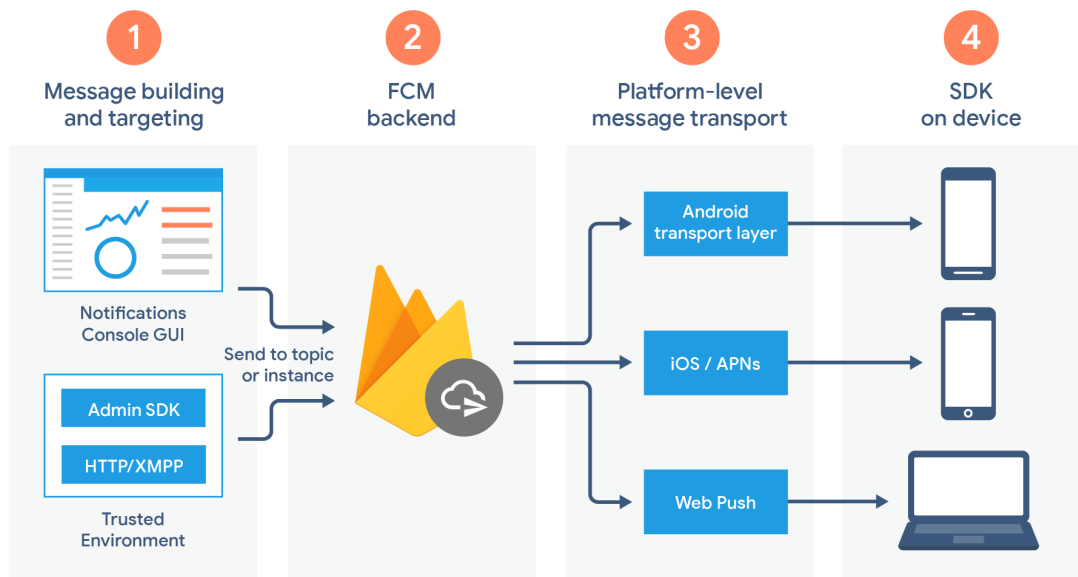 1
Message building
and targeting
2
FCM
backend
3
Platform-level
message transport
4
SDK
on device
Notifications
Console GUI
Send to topic
or instance
Admin SDK
HTTP/XMPP
Trusted
Environment
Android
transport layer
iOS / APNs
Web Push